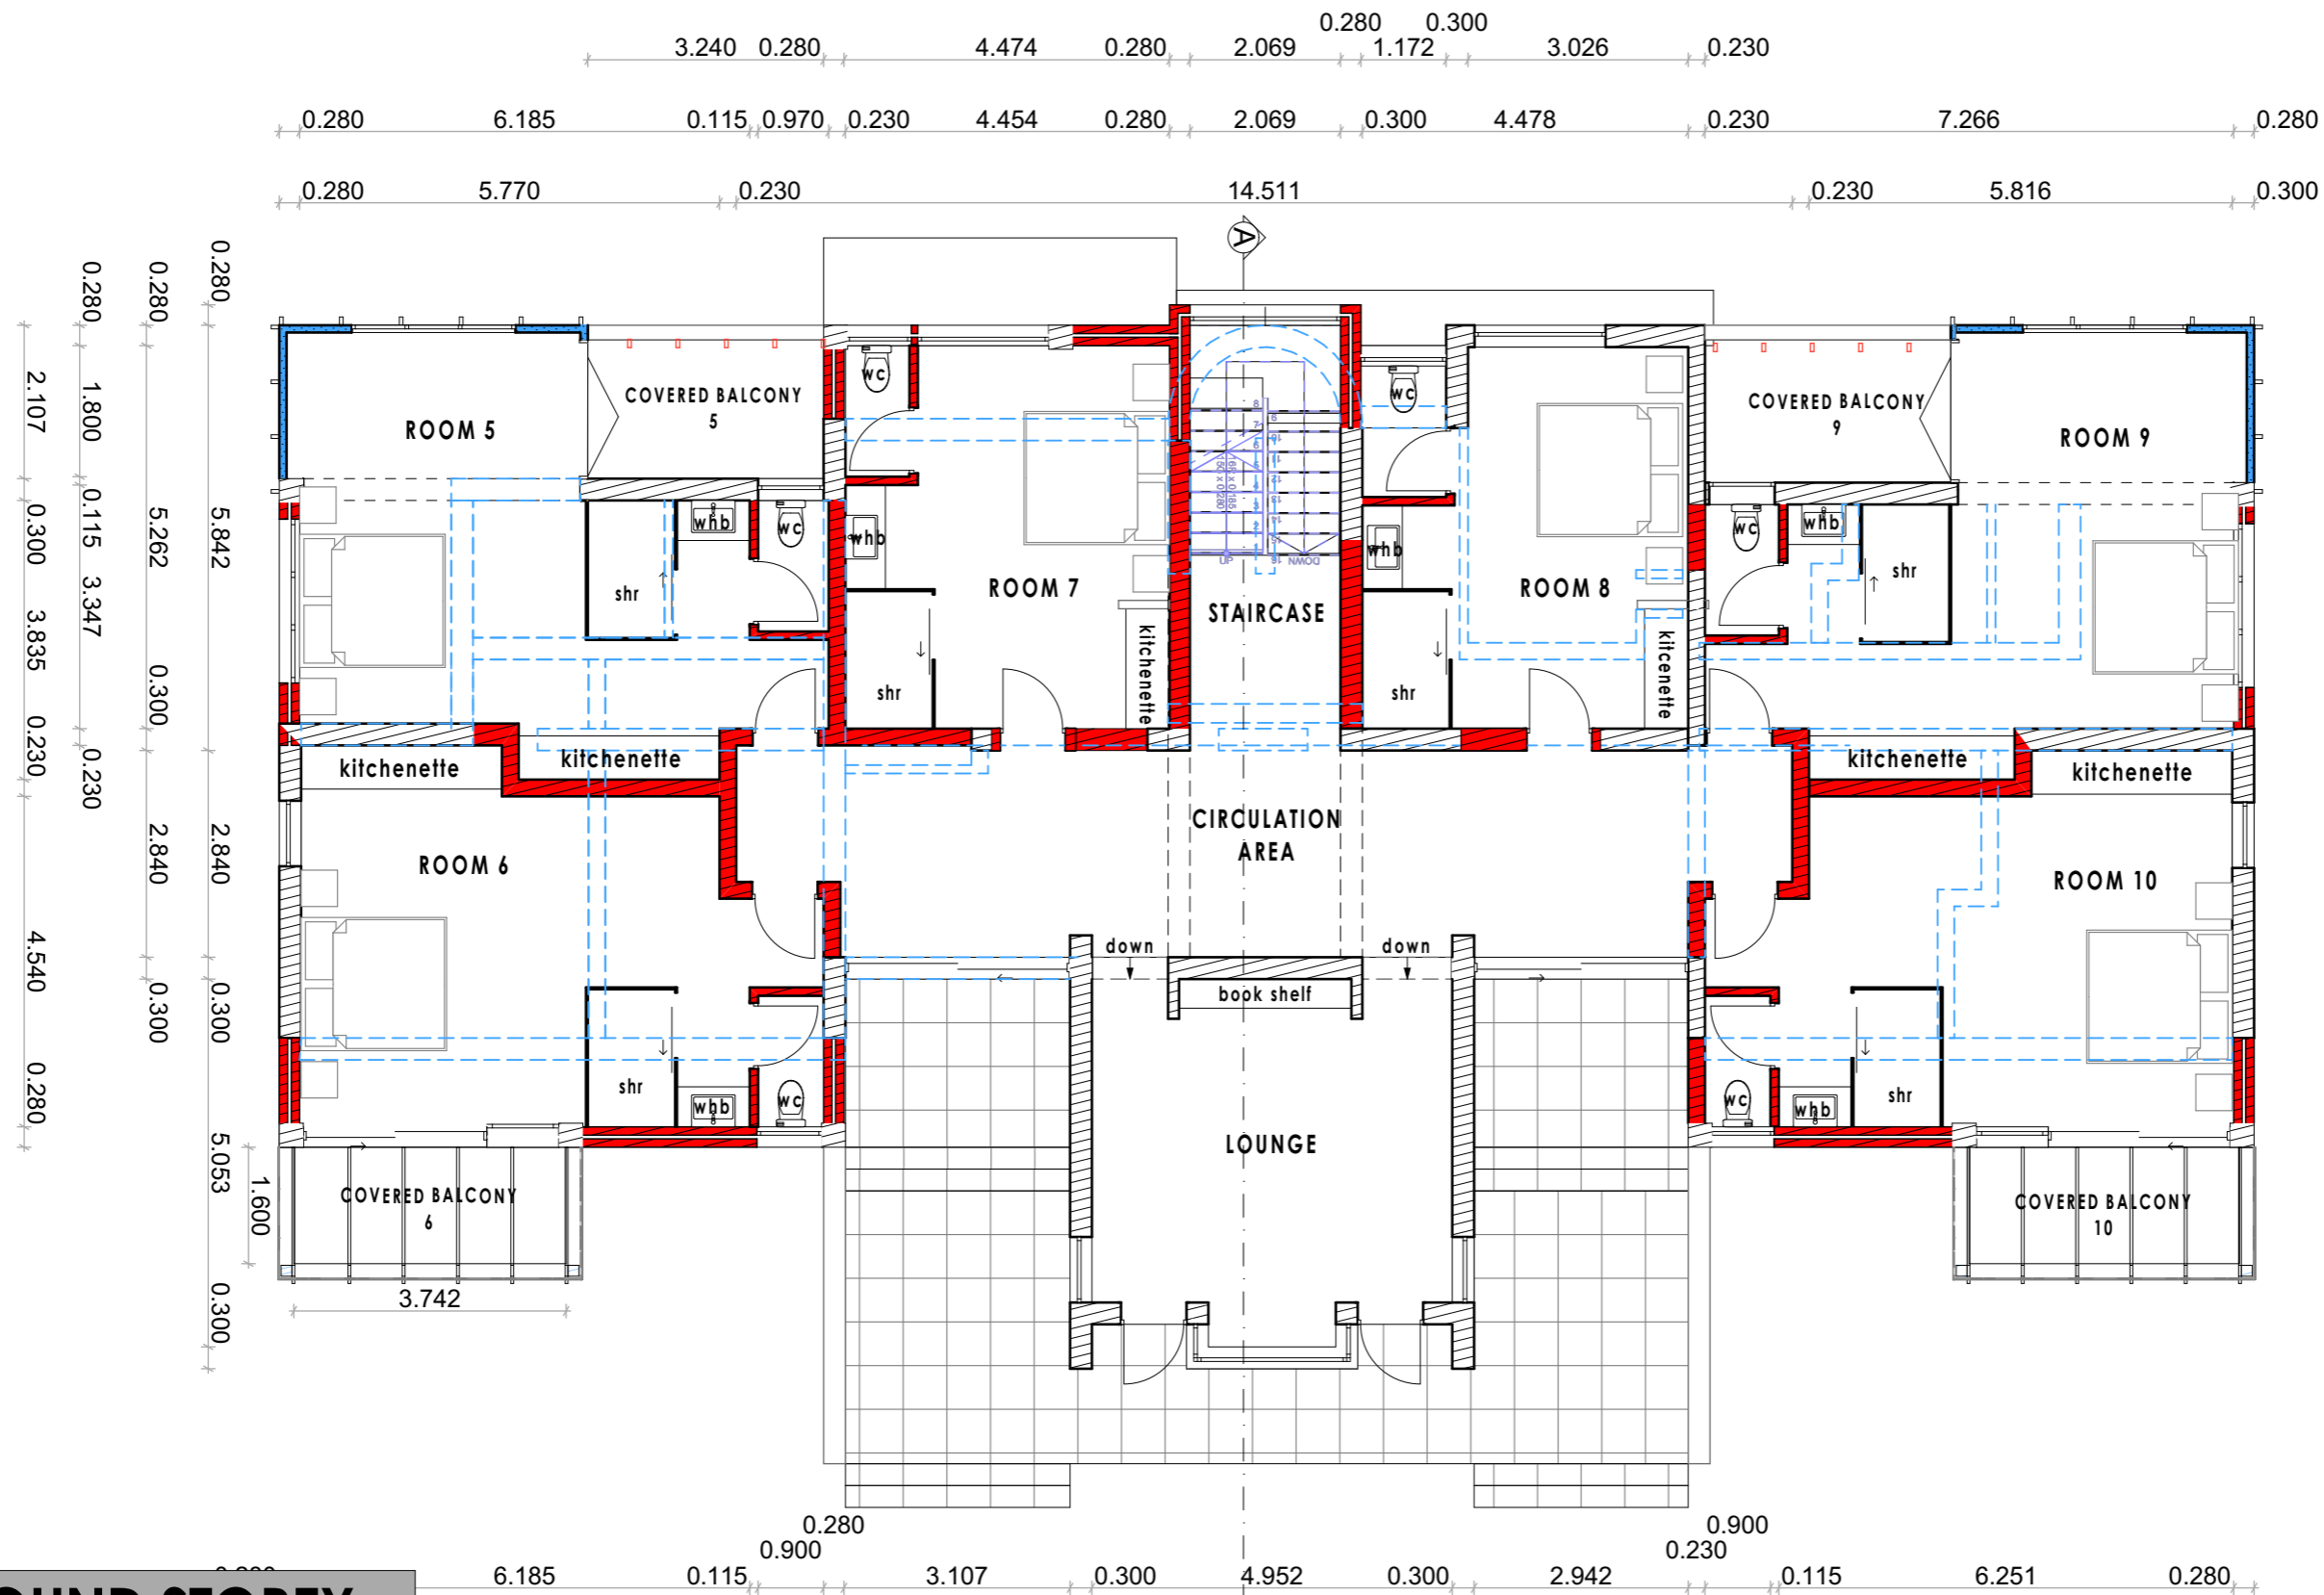 0.280 0.300
3.240 0.280 4.474 0.280 2.069 1.172 3.026 0.230
0.280 6.185 0.115 0.970 0.230 4.454 0.280 2.069 0.300 4.478 0.230 7.266 0.280
0.280 5.770 0.230 14.511 0.230 5.816 0.300
A
0.280
0.280
0.280
2.107
1.800
0.115
0.300
5.262
5.842
3.347
3.835
0.300
0.230
0.230
2.840
2.840
4.540
0.300
0.300
0.280
5.053
1.600
0.300
wc
wc
COVERED BALCONY
5
COVERED BALCONY
9
ROOM 5
ROOM 9
whb
wc
whb
whb
wc
whb
shr
shr
ROOM 7
ROOM 8
STAIRCASE
UP
DOWN
kitchenette
kitcenette
shr
shr
kitchenette
kitchenette
kitchenette
kitchenette
CIRCULATION
AREA
ROOM 6
ROOM 10
down
down
book shelf
shr
whb
wc
wc
whb
shr
LOUNGE
COVERED BALCONY
6
COVERED BALCONY
10
3.742
0.280 0.900
0.900 0.230
6.185 0.115 3.107 0.300 4.952 0.300 2.942 0.115 6.251 0.280